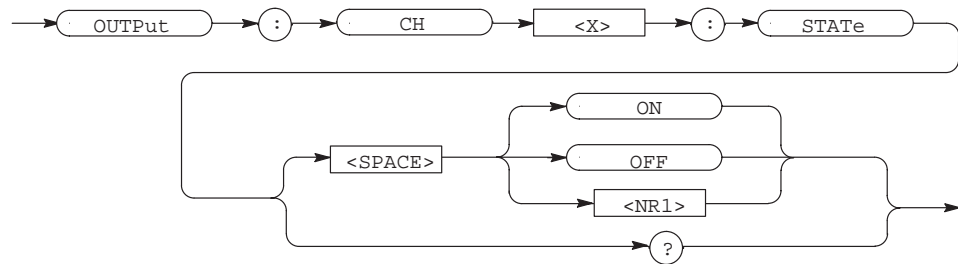 OUTPut : CH <X> : STATe
ON
<SPACE> OFF
<NR1>
?